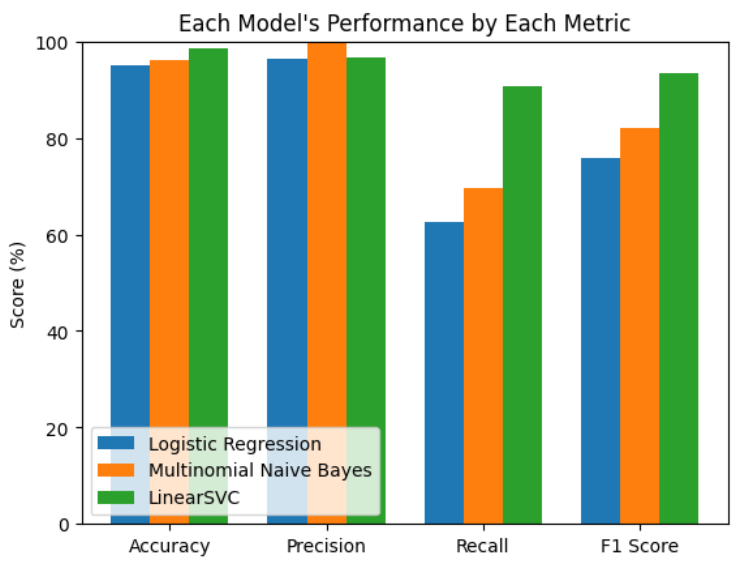 Each Model's Performance by Each Metric
Score (%)
100
80
60
40
20
0
Logistic Regression
Multinomial Naive Bayes
LinearSVC
Accuracy Precision Recall F1 Score